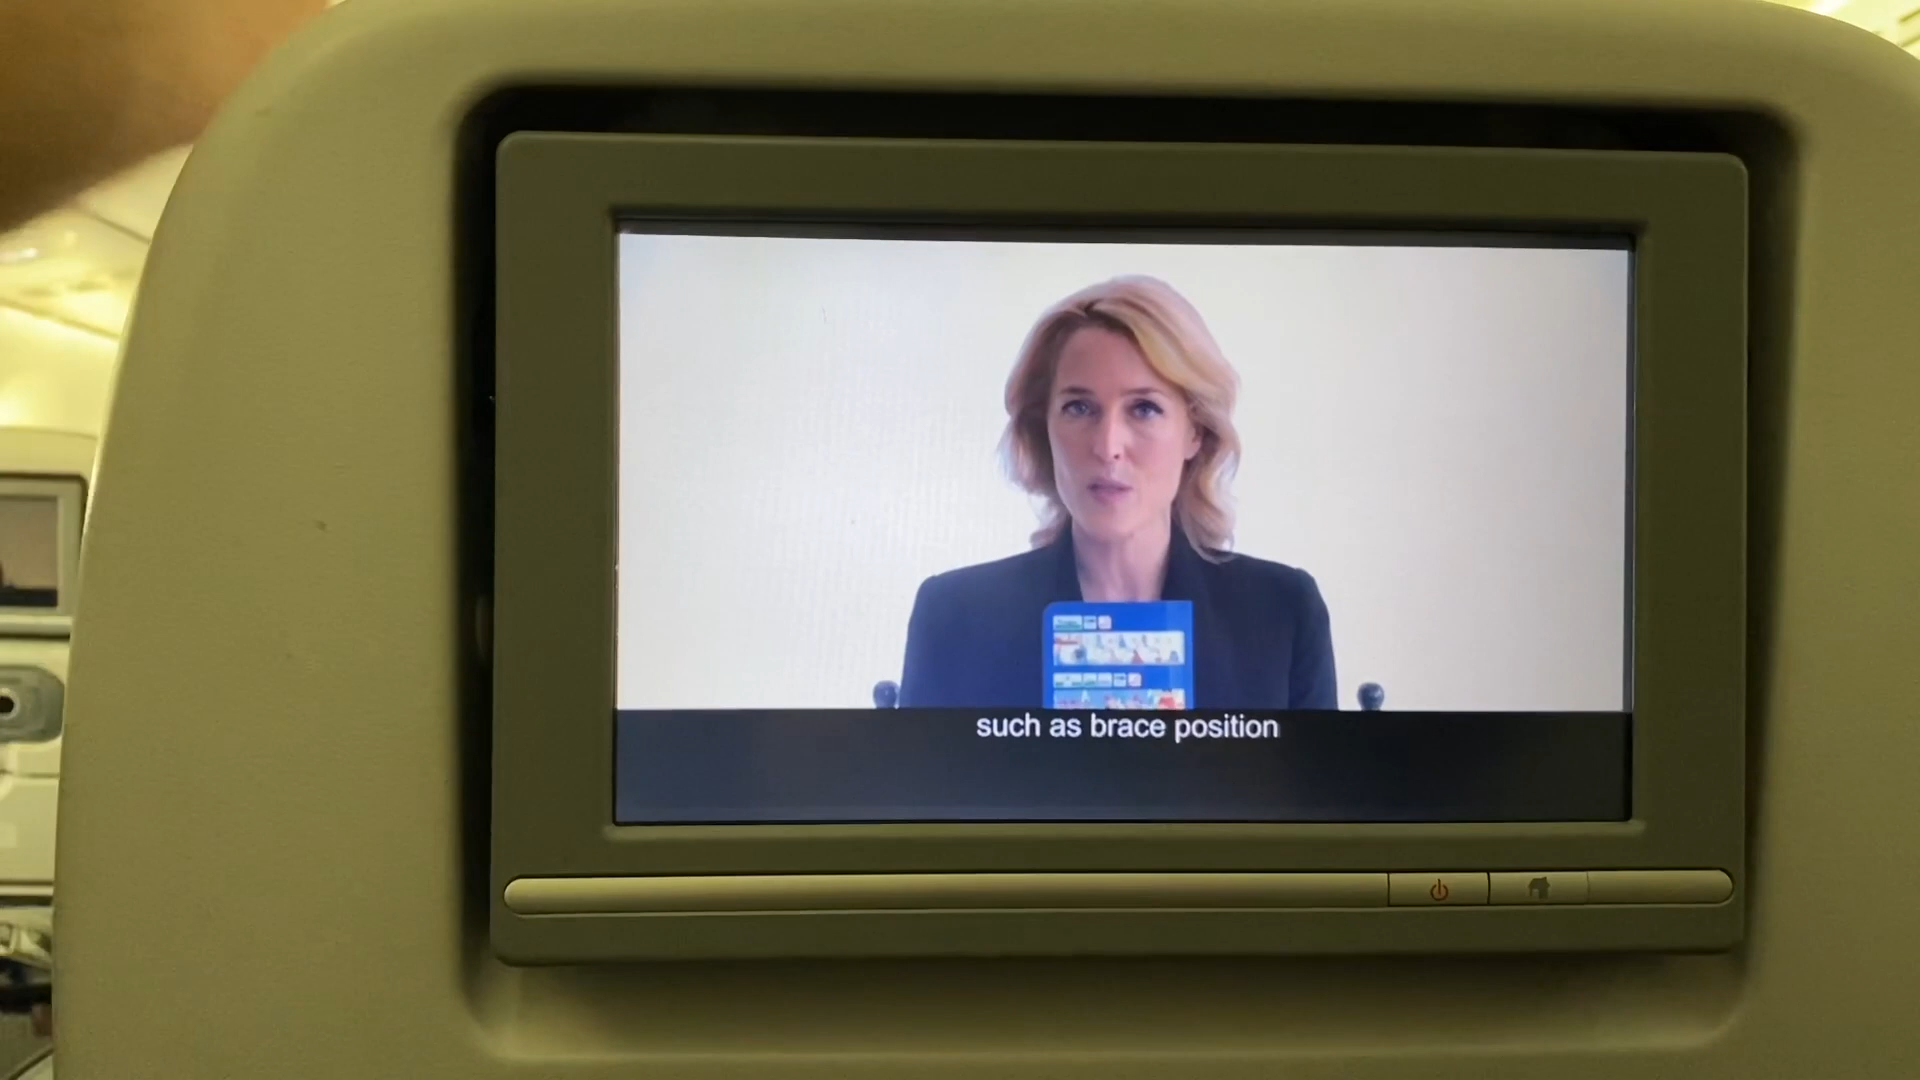 such as brace position